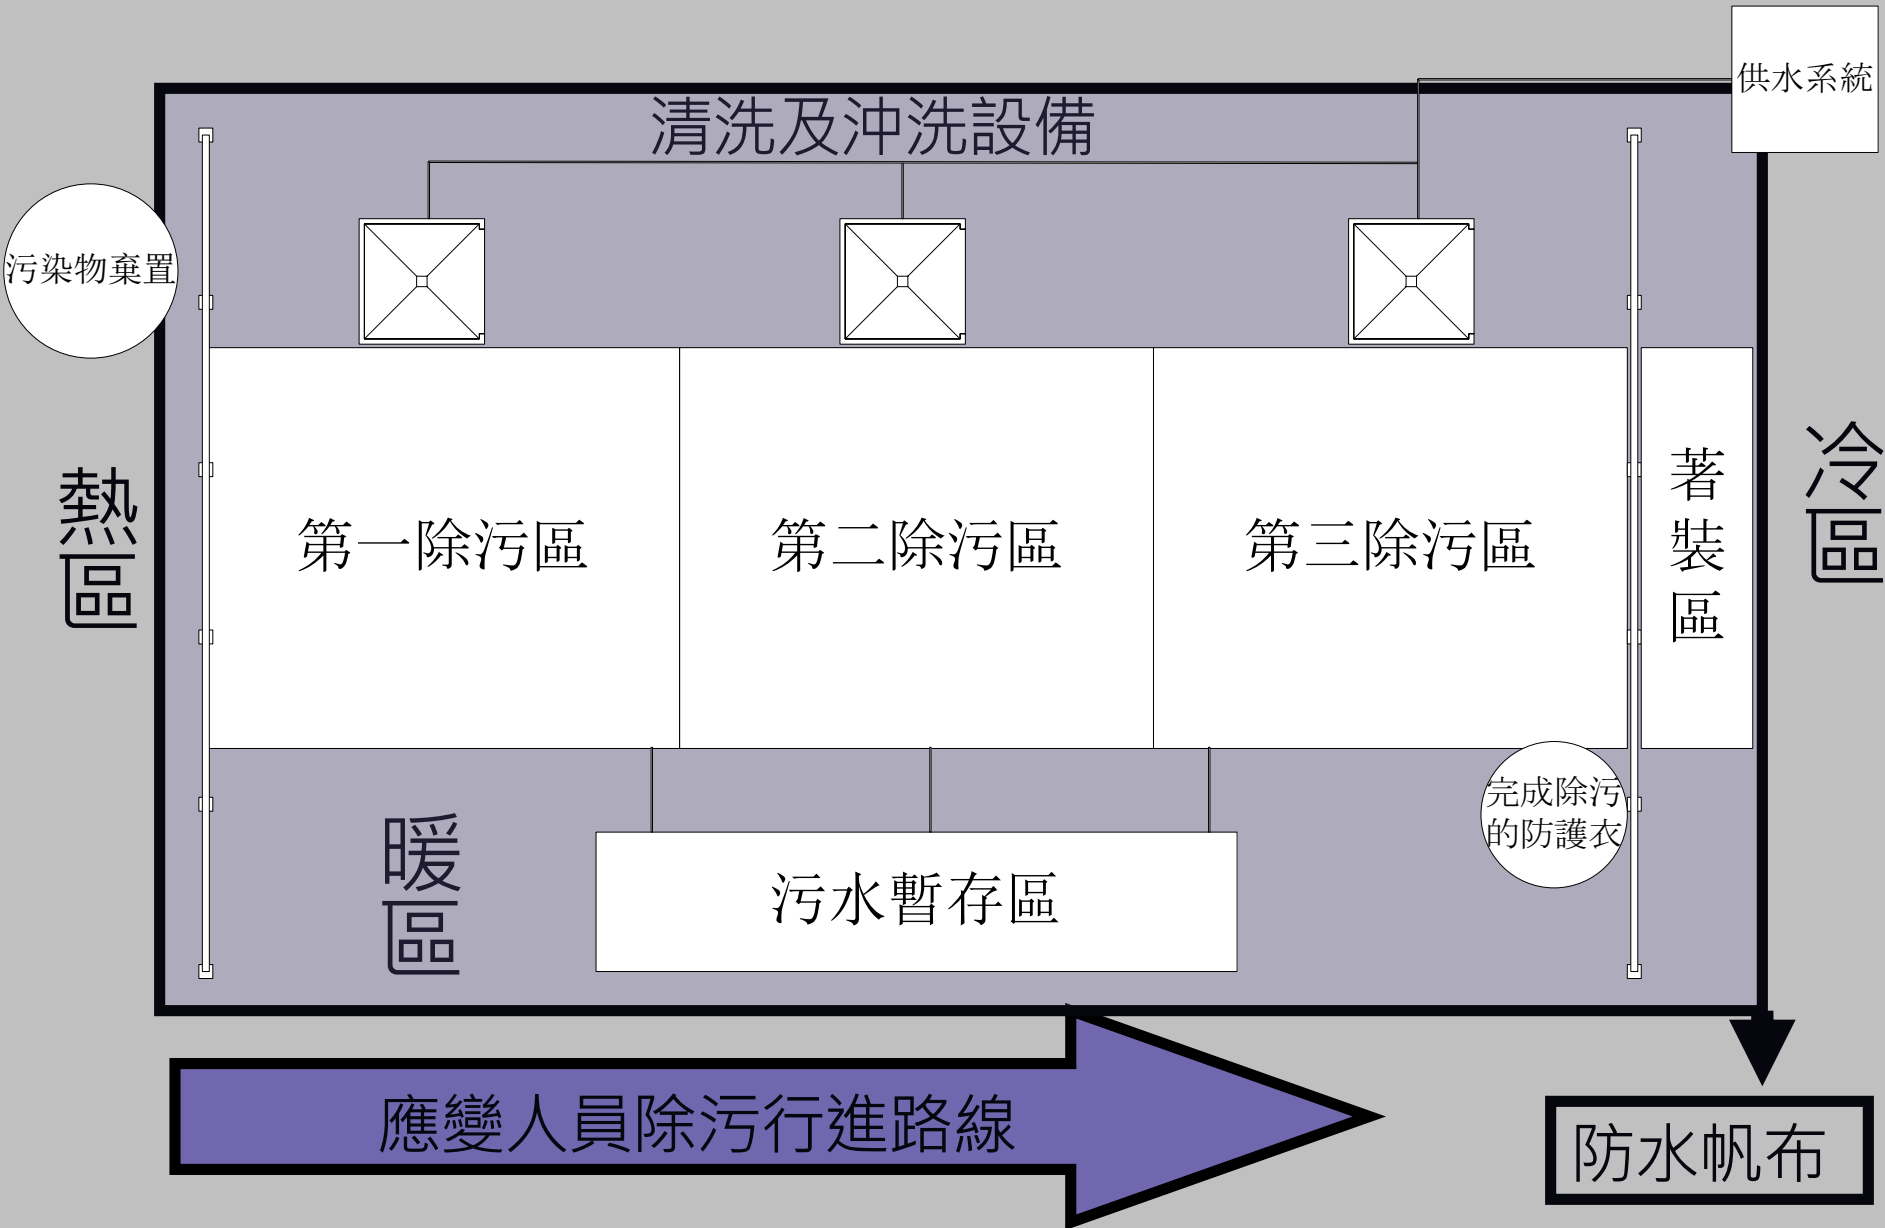 供水系統
清洗及沖洗設備
污染物棄置
熱區
第一除污區
第二除污區
第三除污區
著裝區
冷區
暖區
完成除污
的防護衣
污水暫存區
應變人員除污行進路線
防水帆布